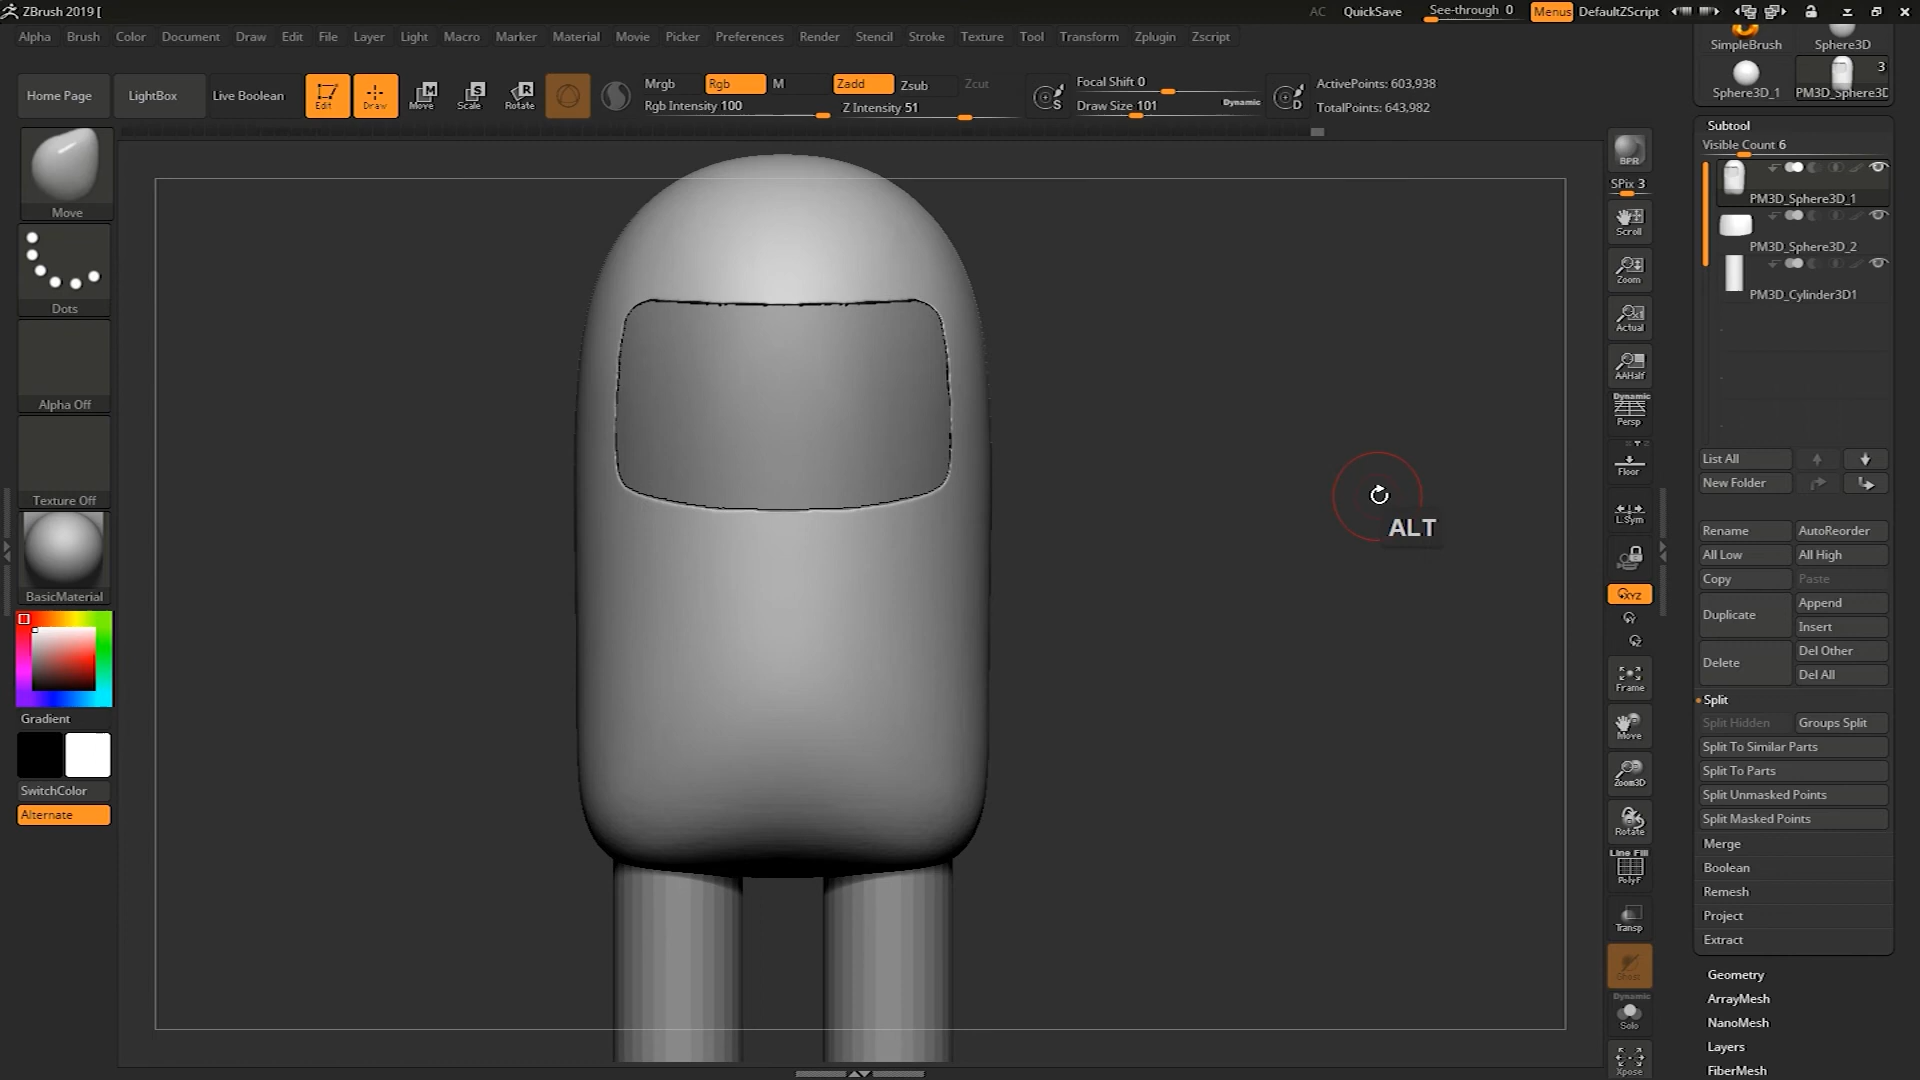 ZBrush 2019 [
AC
QuickSave
See-through 0
Menus
DefaultZScript
Alpha
Brush
Color
Document
Draw
Edit
File
Layer
Light
Macro
Marker
Material
Movie
Picker
Preferences
Render
Stencil
Stroke
Texture
Tool
Transform
Zplugin
Zscript
Home Page
LightBox
Live Boolean
Edit
Draw
Move
Scale
Rotate
Mrgb
Rgb
M
Zadd
Zsub
Zcut
Rgb Intensity 100
Z Intensity 51
Focal Shift 0
Draw Size 101
Dynamic
ActivePoints: 603,938
TotalPoints: 643,982
Move
Dots
Alpha Off
Texture Off
BasicMaterial
Gradient
SwitchColor
Alternate
ALT
BPR
SPix 3
Scroll
Zoom
Actual
AAHalf
Dynamic
Persp
Floor
L.Sym
XYZ
Frame
Move
Zoom3D
Rotate
Line Fill
PolyF
Transp
Ghost
Dynamic
Solo
Xpose
SimpleBrush
Sphere3D
Sphere3D_1
3
PM3D_Sphere3D
Subtool
Visible Count 6
PM3D_Sphere3D_1
PM3D_Sphere3D_2
PM3D_Cylinder3D1
List All
New Folder
Rename
AutoReorder
All Low
All High
Copy
Paste
Duplicate
Append
Insert
Delete
Del Other
Del All
Split
Split Hidden
Groups Split
Split To Similar Parts
Split To Parts
Split Unmasked Points
Split Masked Points
Merge
Boolean
Remesh
Project
Extract
Geometry
ArrayMesh
NanoMesh
Layers
FiberMesh